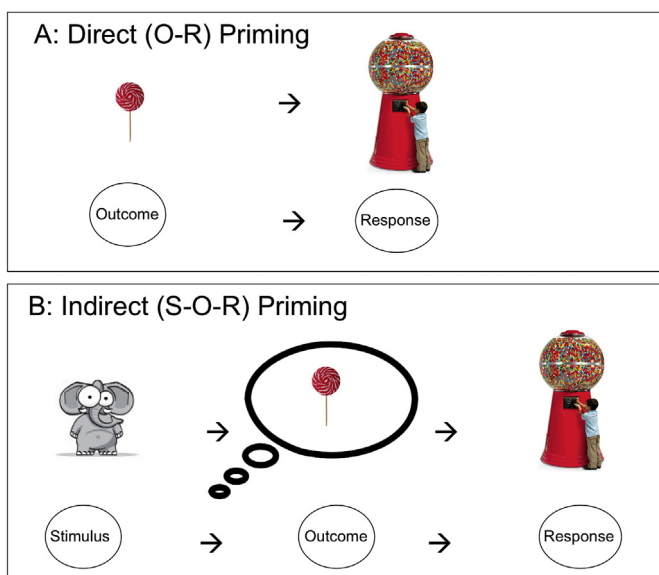 A: Direct (O-R) Priming
→
Outcome → Response
B: Indirect (S-O-R) Priming
→ →
Stimulus → Outcome → Response